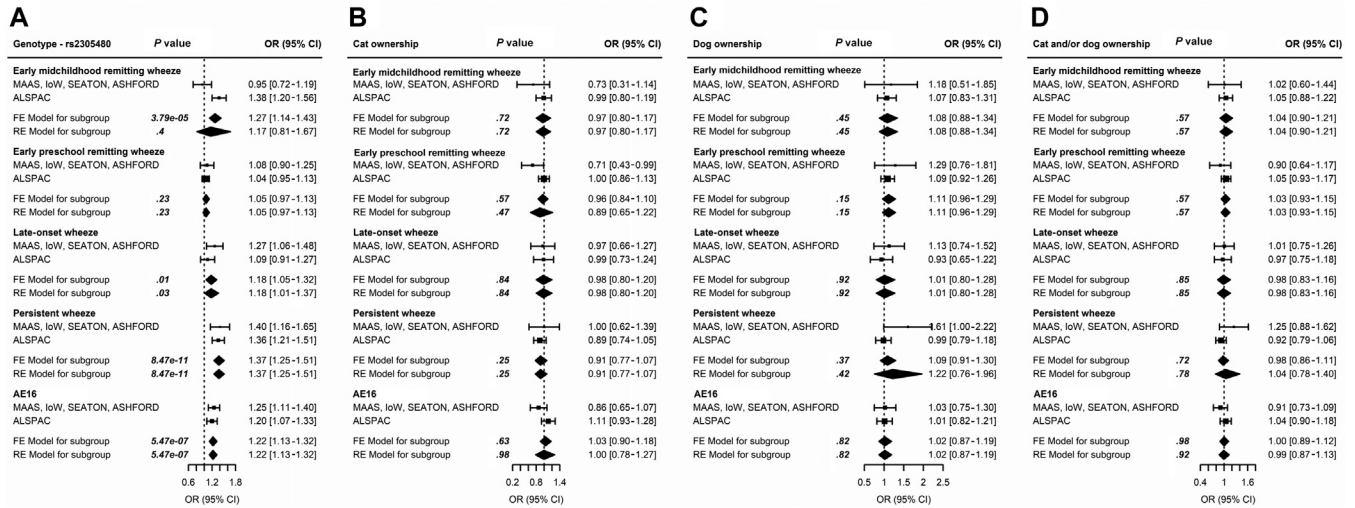 A
Genotype - rs2305480 P value OR (95% CI)
Early midchildhood remitting wheeze
MAAS, IoW, SEATON, ASHFORD 0.95 [0.72-1.19]
ALSPAC 1.38 [1.20-1.56]
FE Model for subgroup 3.79e-05 1.27 [1.14-1.43]
RE Model for subgroup .4 1.17 [0.81-1.67]
Early preschool remitting wheeze
MAAS, IoW, SEATON, ASHFORD 1.08 [0.90-1.25]
ALSPAC 1.04 [0.95-1.13]
FE Model for subgroup .23 1.05 [0.97-1.13]
RE Model for subgroup .23 1.05 [0.97-1.13]
Late-onset wheeze
MAAS, IoW, SEATON, ASHFORD 1.27 [1.06-1.48]
ALSPAC 1.09 [0.91-1.27]
FE Model for subgroup .01 1.18 [1.05-1.32]
RE Model for subgroup .03 1.18 [1.01-1.37]
Persistent wheeze
MAAS, IoW, SEATON, ASHFORD 1.40 [1.16-1.65]
ALSPAC 1.36 [1.21-1.51]
FE Model for subgroup 8.47e-11 1.37 [1.25-1.51]
RE Model for subgroup 8.47e-11 1.37 [1.25-1.51]
AE16
MAAS, IoW, SEATON, ASHFORD 1.25 [1.11-1.40]
ALSPAC 1.20 [1.07-1.33]
FE Model for subgroup 5.47e-07 1.22 [1.13-1.32]
RE Model for subgroup 5.47e-07 1.22 [1.13-1.32]
0.6 1.2 1.8
OR (95% CI)
B
Cat ownership P value OR (95% CI)
Early midchildhood remitting wheeze
MAAS, IoW, SEATON, ASHFORD 0.73 [0.31-1.14]
ALSPAC 0.99 [0.80-1.19]
FE Model for subgroup .72 0.97 [0.80-1.17]
RE Model for subgroup .72 0.97 [0.80-1.17]
Early preschool remitting wheeze
MAAS, IoW, SEATON, ASHFORD 0.71 [0.43-0.99]
ALSPAC 1.00 [0.86-1.13]
FE Model for subgroup .57 0.96 [0.84-1.10]
RE Model for subgroup .47 0.89 [0.65-1.22]
Late-onset wheeze
MAAS, IoW, SEATON, ASHFORD 0.97 [0.66-1.27]
ALSPAC 0.99 [0.73-1.24]
FE Model for subgroup .84 0.98 [0.80-1.20]
RE Model for subgroup .84 0.98 [0.80-1.20]
Persistent wheeze
MAAS, IoW, SEATON, ASHFORD 1.00 [0.62-1.39]
ALSPAC 0.89 [0.74-1.05]
FE Model for subgroup .25 0.91 [0.77-1.07]
RE Model for subgroup .25 0.91 [0.77-1.07]
AE16
MAAS, IoW, SEATON, ASHFORD 0.86 [0.65-1.07]
ALSPAC 1.11 [0.93-1.28]
FE Model for subgroup .63 1.03 [0.90-1.18]
RE Model for subgroup .98 1.00 [0.78-1.27]
0.2 0.8 1.4
OR (95% CI)
C
Dog ownership P value OR (95% CI)
Early midchildhood remitting wheeze
MAAS, IoW, SEATON, ASHFORD 1.18 [0.51-1.85]
ALSPAC 1.07 [0.83-1.31]
FE Model for subgroup .45 1.08 [0.88-1.34]
RE Model for subgroup .45 1.08 [0.88-1.34]
Early preschool remitting wheeze
MAAS, IoW, SEATON, ASHFORD 1.29 [0.76-1.81]
ALSPAC 1.09 [0.92-1.26]
FE Model for subgroup .15 1.11 [0.96-1.29]
RE Model for subgroup .15 1.11 [0.96-1.29]
Late-onset wheeze
MAAS, IoW, SEATON, ASHFORD 1.13 [0.74-1.52]
ALSPAC 0.93 [0.65-1.22]
FE Model for subgroup .92 1.01 [0.80-1.28]
RE Model for subgroup .92 1.01 [0.80-1.28]
Persistent wheeze
MAAS, IoW, SEATON, ASHFORD 1.61 [1.00-2.22]
ALSPAC 0.99 [0.79-1.18]
FE Model for subgroup .37 1.09 [0.91-1.30]
RE Model for subgroup .42 1.22 [0.76-1.96]
AE16
MAAS, IoW, SEATON, ASHFORD 1.03 [0.75-1.30]
ALSPAC 1.01 [0.82-1.21]
FE Model for subgroup .82 1.02 [0.87-1.19]
RE Model for subgroup .82 1.02 [0.87-1.19]
0.5 1 1.5 2 2.5
OR (95% CI)
D
Cat and/or dog ownership P value OR (95% CI)
Early midchildhood remitting wheeze
MAAS, IoW, SEATON, ASHFORD 1.02 [0.60-1.44]
ALSPAC 1.05 [0.88-1.22]
FE Model for subgroup .57 1.04 [0.90-1.21]
RE Model for subgroup .57 1.04 [0.90-1.21]
Early preschool remitting wheeze
MAAS, IoW, SEATON, ASHFORD 0.90 [0.64-1.17]
ALSPAC 1.05 [0.93-1.17]
FE Model for subgroup .57 1.03 [0.93-1.15]
RE Model for subgroup .57 1.03 [0.93-1.15]
Late-onset wheeze
MAAS, IoW, SEATON, ASHFORD 1.01 [0.75-1.26]
ALSPAC 0.97 [0.75-1.18]
FE Model for subgroup .85 0.98 [0.83-1.16]
RE Model for subgroup .85 0.98 [0.83-1.16]
Persistent wheeze
MAAS, IoW, SEATON, ASHFORD 1.25 [0.88-1.62]
ALSPAC 0.92 [0.79-1.06]
FE Model for subgroup .72 0.98 [0.86-1.11]
RE Model for subgroup .78 1.04 [0.78-1.40]
AE16
MAAS, IoW, SEATON, ASHFORD 0.91 [0.73-1.09]
ALSPAC 1.04 [0.90-1.18]
FE Model for subgroup .98 1.00 [0.89-1.12]
RE Model for subgroup .92 0.99 [0.87-1.13]
0.4 1 1.6
OR (95% CI)